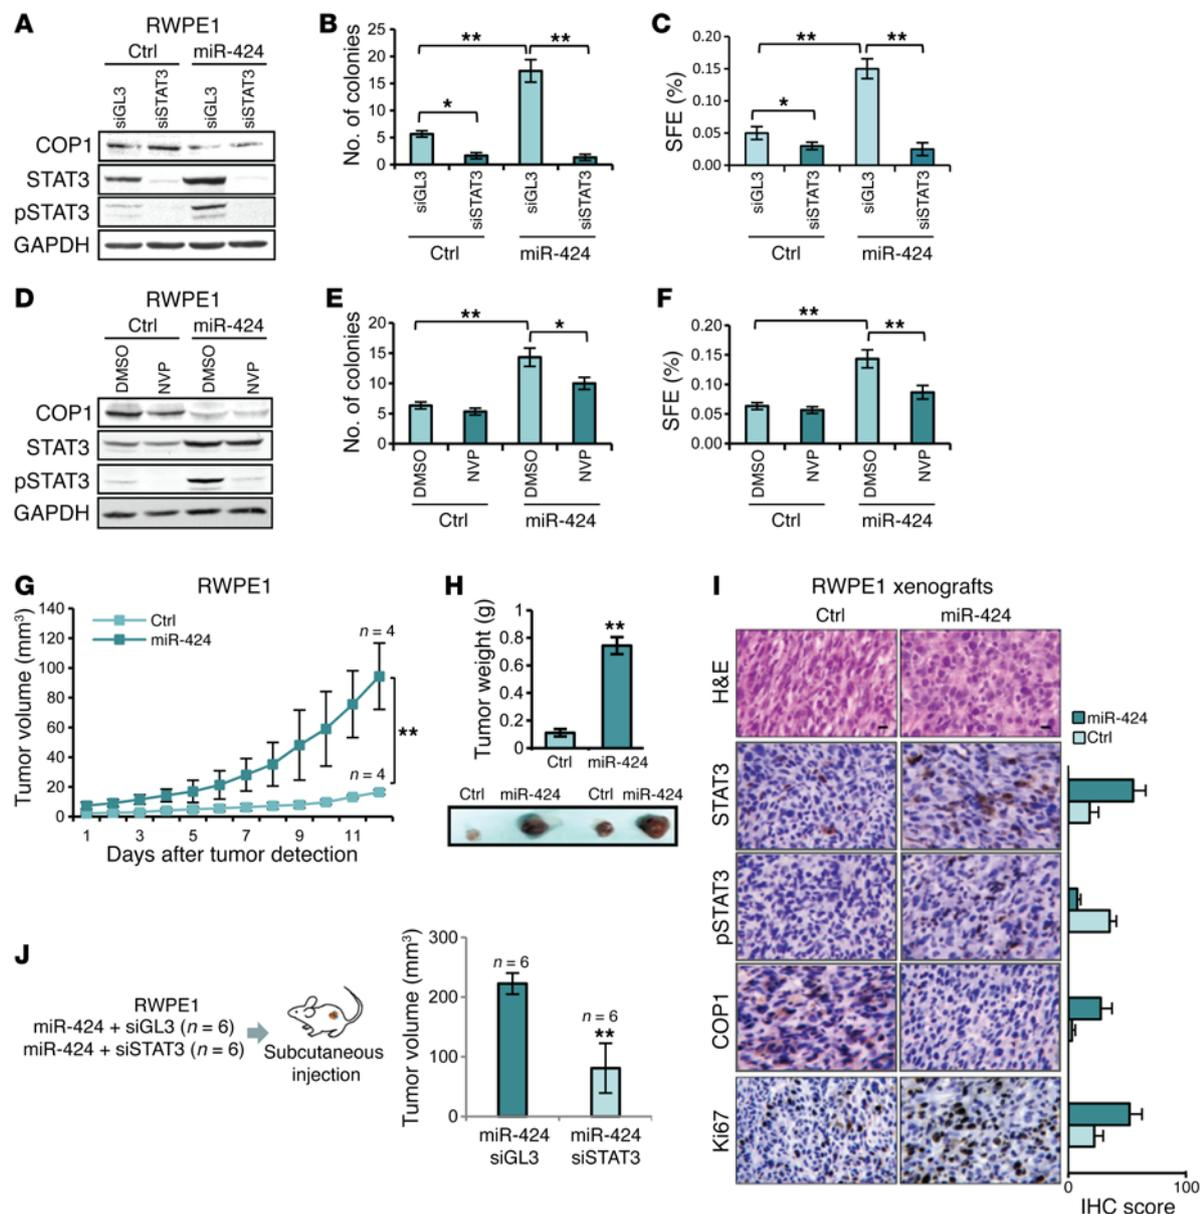 A
RWPE1
Ctrl miR-424
siGL3 siSTAT3 siGL3 siSTAT3
COP1
STAT3
pSTAT3
GAPDH
B
No. of colonies
25
20
15
10
5
0
** **
*
siGL3 siSTAT3 siGL3 siSTAT3
Ctrl miR-424
C
SFE (%)
0.20
0.15
0.10
0.05
0.00
** **
*
siGL3 siSTAT3 siGL3 siSTAT3
Ctrl miR-424
D
RWPE1
Ctrl miR-424
DMSO NVP DMSO NVP
COP1
STAT3
pSTAT3
GAPDH
E
No. of colonies
20
15
10
5
0
**
*
DMSO NVP DMSO NVP
Ctrl miR-424
F
SFE (%)
0.20
0.15
0.10
0.05
0.00
**
**
DMSO NVP DMSO NVP
Ctrl miR-424
G
RWPE1
Tumor volume (mm³)
140
120
100
80
60
40
20
0
Ctrl
miR-424
n = 4
**
n = 4
1 3 5 7 9 11
Days after tumor detection
H
Tumor weight (g)
1
0.8
0.6
0.4
0.2
0
**
Ctrl miR-424
Ctrl miR-424 Ctrl miR-424
I
RWPE1 xenografts
Ctrl miR-424
H&E
STAT3
pSTAT3
COP1
Ki67
miR-424
Ctrl
0 100
IHC score
J
RWPE1
miR-424 + siGL3 (n = 6)
miR-424 + siSTAT3 (n = 6)
Subcutaneous
injection
Tumor volume (mm³)
300
200
100
0
n = 6
n = 6
**
miR-424 miR-424
siGL3 siSTAT3